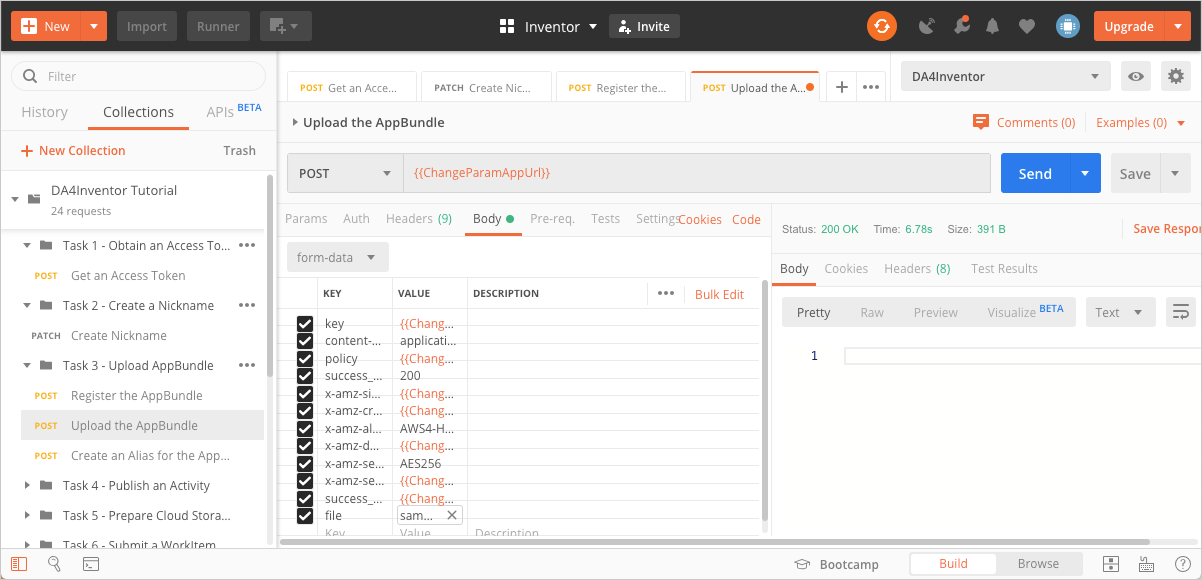 New
Import
Runner
Inventor
Invite
Upgrade
Filter
History
Collections
APIs BETA
New Collection
Trash
DA4Inventor Tutorial
24 requests
Task 1 - Obtain an Access To...
POST Get an Access Token
Task 2 - Create a Nickname
PATCH Create Nickname
Task 3 - Upload AppBundle
POST Register the AppBundle
POST Upload the AppBundle
POST Create an Alias for the App...
Task 4 - Publish an Activity
Task 5 - Prepare Cloud Stora...
Task 6 - Submit a WorkItem
POST Get an Acce...
PATCH Create Nic...
POST Register the...
POST Upload the A...
DA4Inventor
Upload the AppBundle
Comments (0)
Examples (0)
POST
{{ChangeParamAppUrl}}
Send
Save
Params
Auth
Headers (9)
Body
Pre-req.
Tests
Settings
Cookies
Code
form-data
KEY VALUE DESCRIPTION
Bulk Edit
key {{Chang...
content-... applicati...
policy {{Chang...
success_... 200
x-amz-si... {{Chang...
x-amz-cr... {{Chang...
x-amz-al... AWS4-H...
x-amz-d... {{Chang...
x-amz-se... AES256
x-amz-se... {{Chang...
success_... {{Chang...
file sam...
Key Value Description
Status: 200 OK Time: 6.78s Size: 391 B
Save Respon
Body
Cookies
Headers (8)
Test Results
Pretty
Raw
Preview
Visualize BETA
Text
1
Bootcamp
Build
Browse